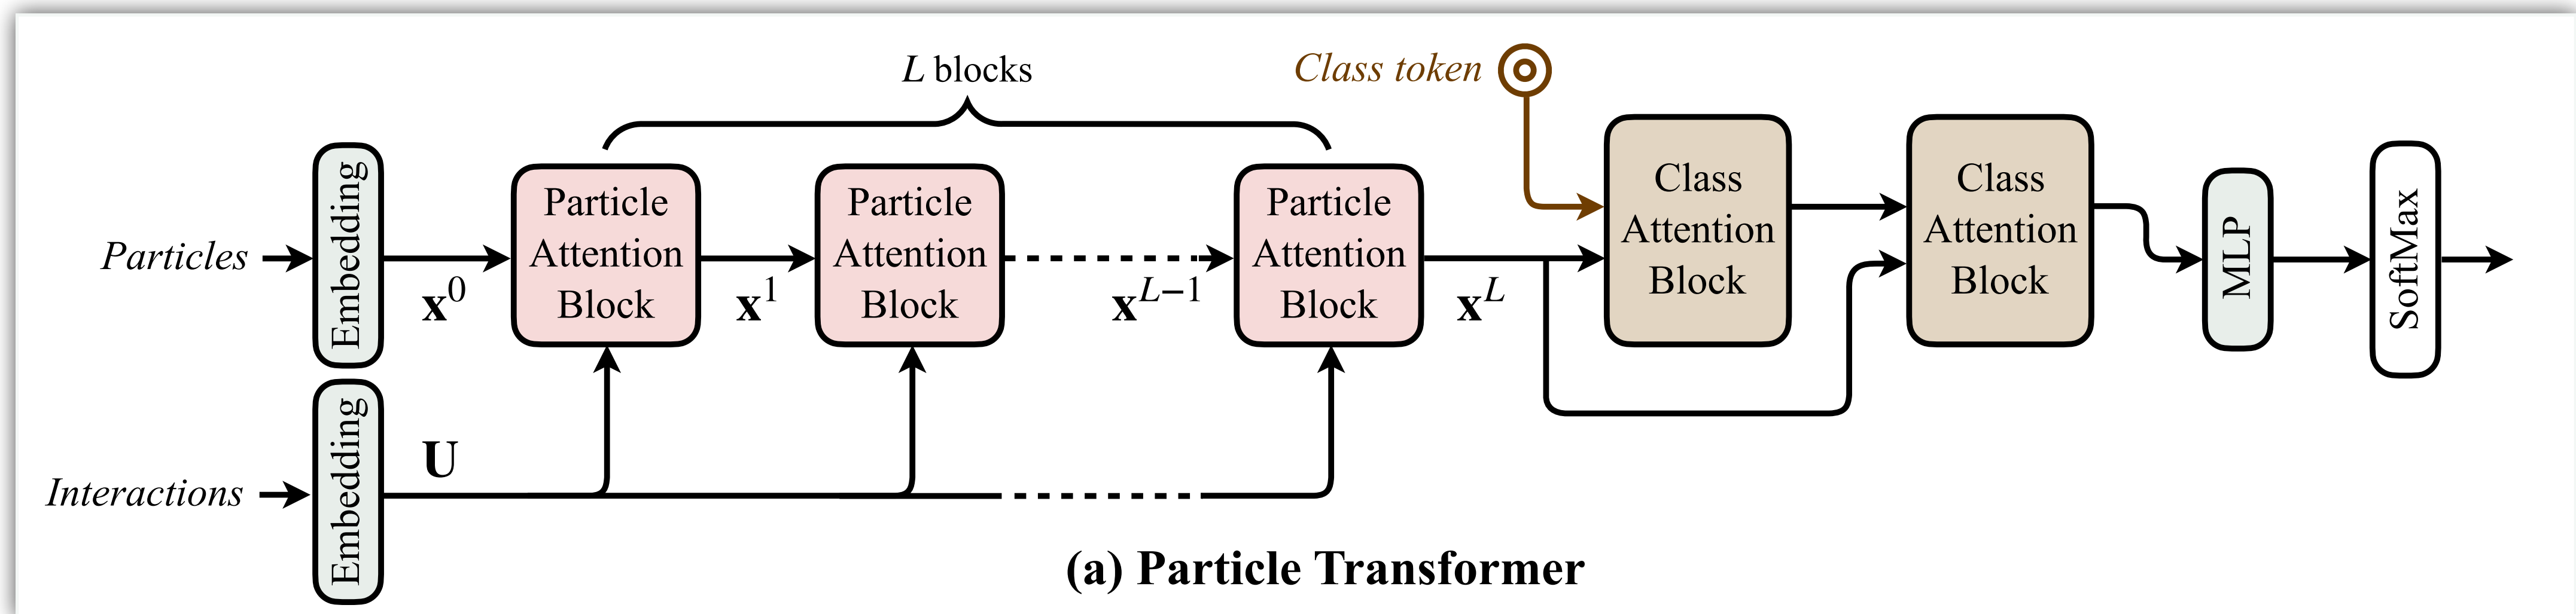 L blocks
Class token
Particles
Embedding
x⁰
Particle
Attention
Block
x¹
Particle
Attention
Block
xᴸ⁻¹
Particle
Attention
Block
xᴸ
Class
Attention
Block
Class
Attention
Block
MLP
SoftMax
Interactions
Embedding
U
(a) Particle Transformer